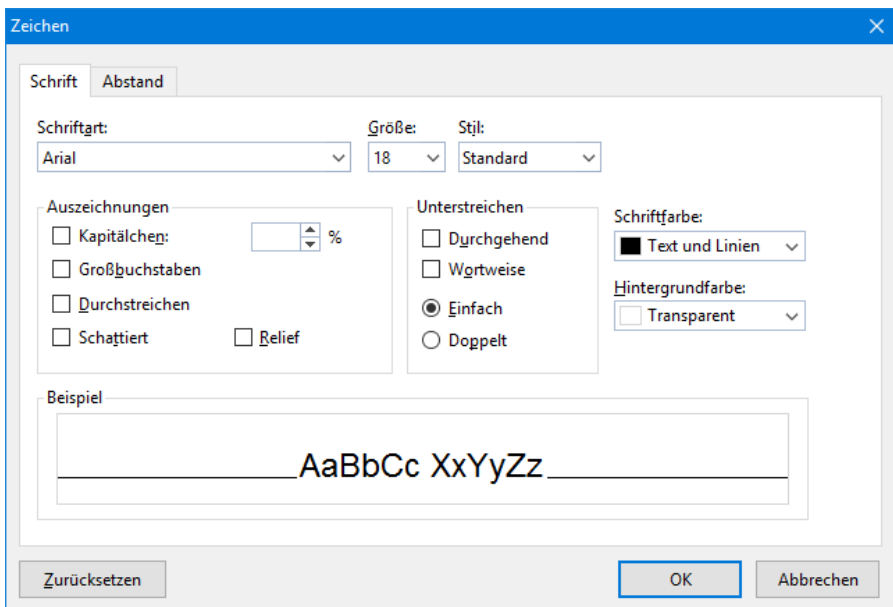 Zeichen
Schrift Abstand
Schriftart: Größe: Stil:
Arial 18 Standard
Auszeichnungen
Kapitälchen: %
Großbuchstaben
Durchstreichen
Schattiert Relief
Unterstreichen
Durchgehend
Wortweise
Einfach
Doppelt
Schriftfarbe:
Text und Linien
Hintergrundfarbe:
Transparent
Beispiel
AaBbCc XxYyZz
Zurücksetzen OK Abbrechen